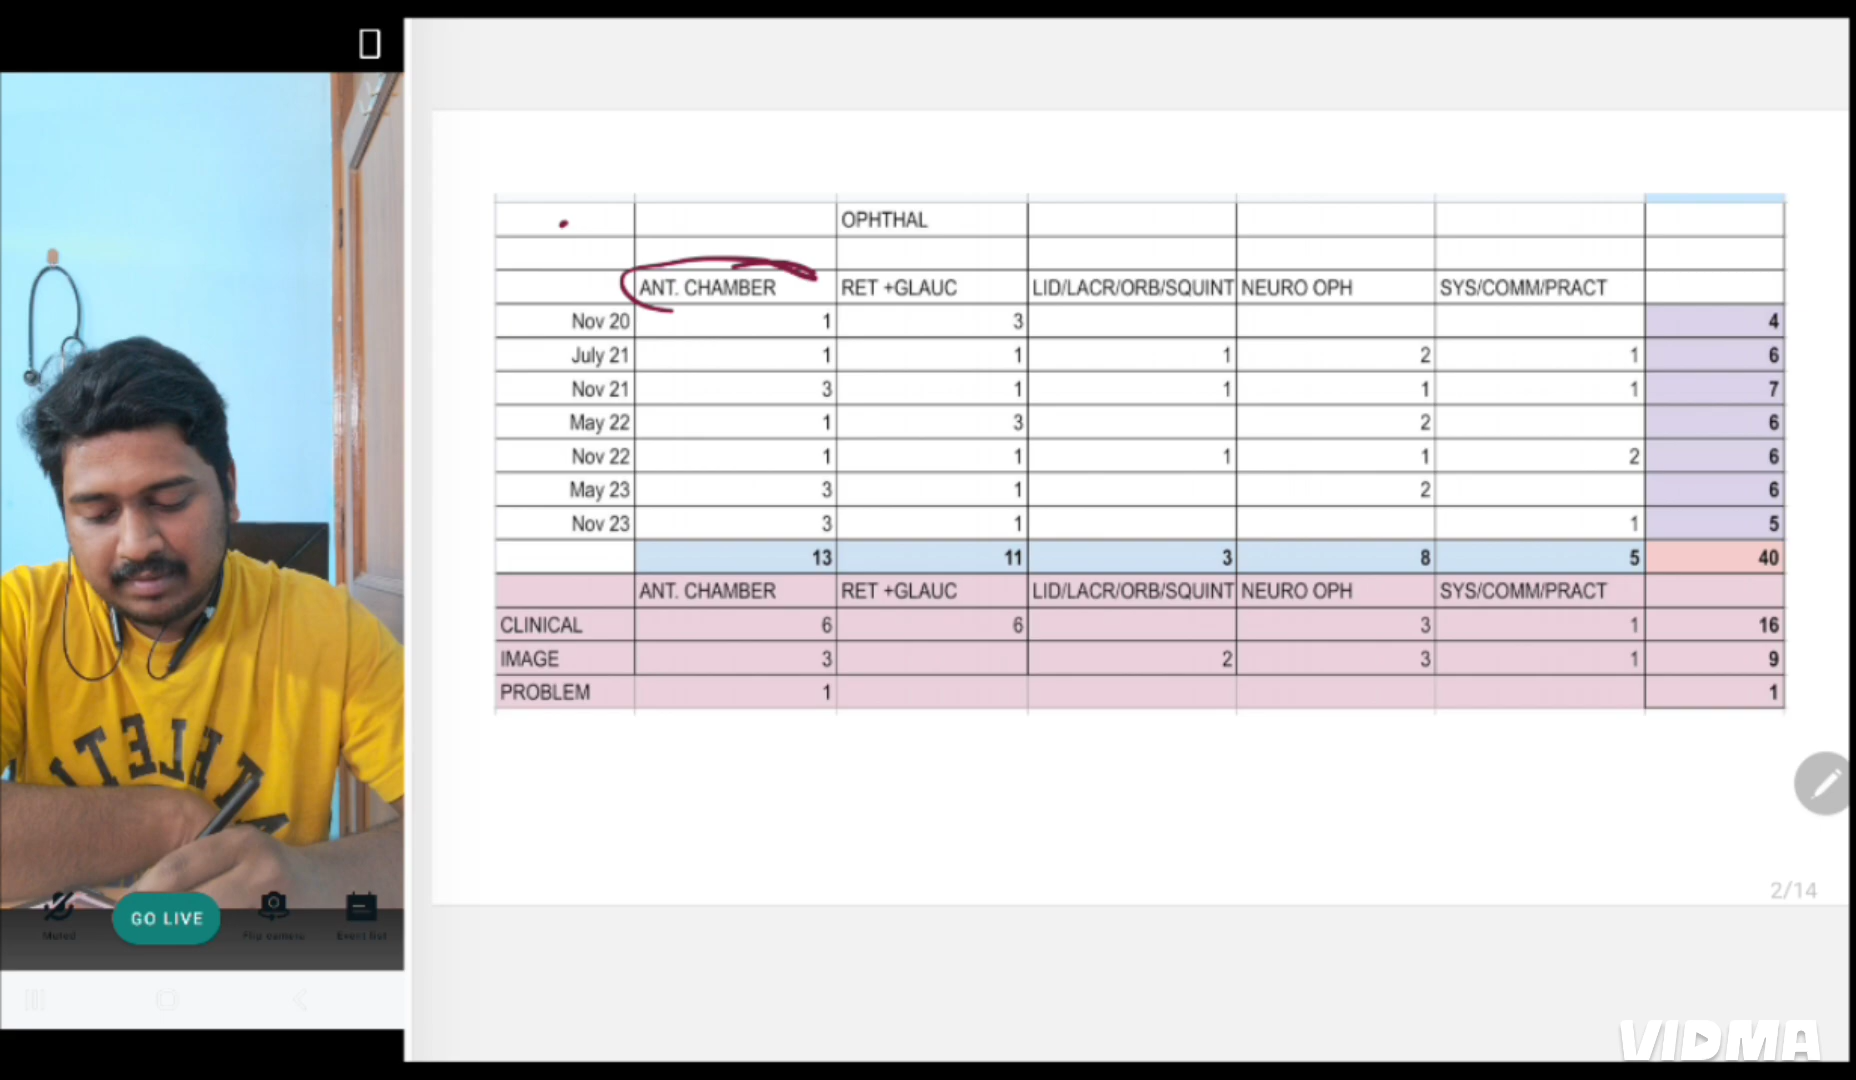 OPHTHAL
ANT. CHAMBER RET +GLAUC LID/LACR/ORB/SQUINT NEURO OPH SYS/COMM/PRACT
Nov 20 1 3 4
July 21 1 1 1 2 1 6
Nov 21 3 1 1 1 1 7
May 22 1 3 2 6
Nov 22 1 1 1 1 2 6
May 23 3 1 2 6
Nov 23 3 1 1 5
13 11 3 8 5 40
ANT. CHAMBER RET +GLAUC LID/LACR/ORB/SQUINT NEURO OPH SYS/COMM/PRACT
CLINICAL 6 6 3 1 16
IMAGE 3 2 3 1 9
PROBLEM 1 1
2/14
GO LIVE
Muted Flip camera Event list
VIDMA